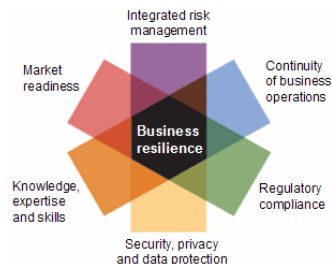 Integrated risk
management
Market
readiness
Continuity
of business
operations
Business
resilience
Knowledge,
expertise
and skills
Regulatory
compliance
Security, privacy
and data protection